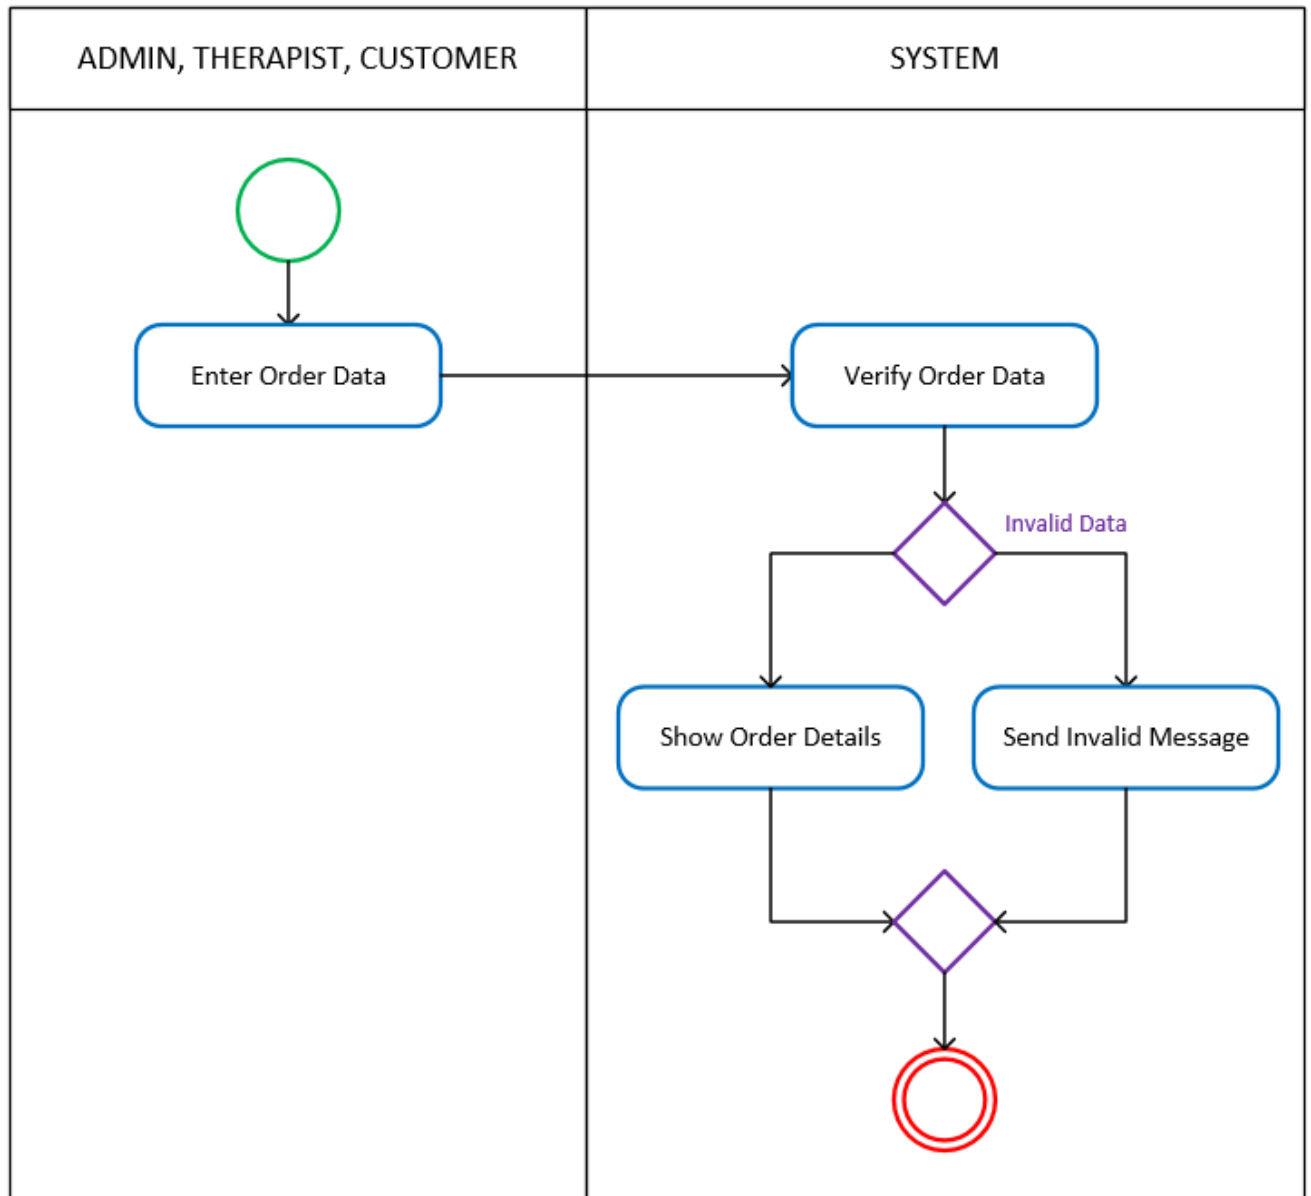 ADMIN, THERAPIST, CUSTOMER
SYSTEM
Enter Order Data
Verify Order Data
Invalid Data
Show Order Details
Send Invalid Message